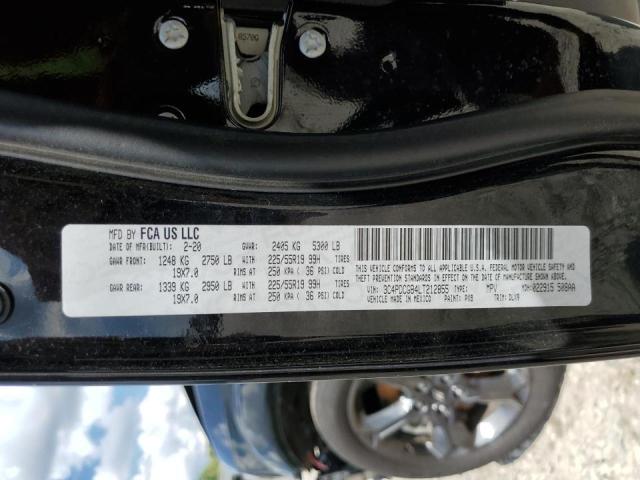 8570G
MFD BY FCA US LLC
DATE OF MFR(BUILT): 2-20 GVWR: 2405 KG 5300 LB
GAWR FRONT: 1248 KG 2750 LB 225/55R19 99H
19X7.0 RIMS AT 250 KPA ( 36 PSI) COLD
GAWR REAR: 1339 KG 2950 LB 225/55R19 99H
19X7.0 RIMS AT 250 KPA ( 36 PSI) COLD
THIS VEHICLE CONFORMS TO ALL APPLICABLE U.S.A. FEDERAL MOTOR VEHICLE SAFETY AND
THEFT PREVENTION STANDARDS IN EFFECT ON THE DATE OF MANUFACTURE SHOWN ABOVE.
VIN: 3C4PDCGB4LT212855 TYPE: MPV MDH: 022915 509AA
VEHICLE MADE IN MEXICO PAINT: PX8 TRIM: DLX9